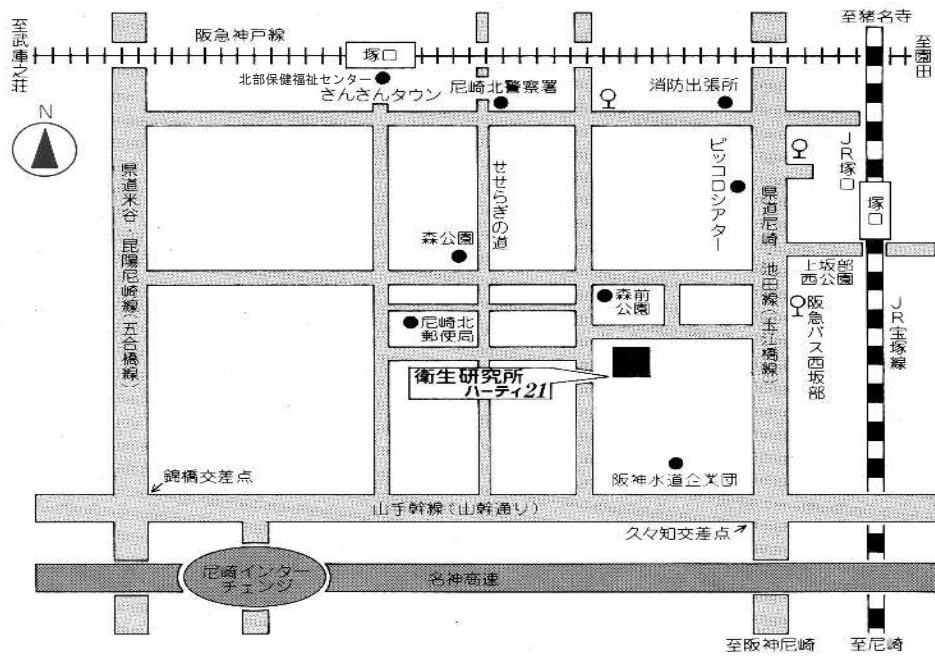 至武庫之荘
阪急神戸線
塚口
至猪名寺
至園田
北部保健福祉センター
さんさんタウン
尼崎北警察署
消防出張所
N
県道米谷・昆陽尼崎線(五合橋線)
せせらぎの道
ピッコロシアター
県道尼崎池田線(玉江橋線)
JR塚口
塚口
森公園
上坂部
西公園
森前
公園
尼崎北
郵便局
阪急バス西坂部
JR宝塚線
衛生研究所
ハーティ21
錦橋交差点
阪神水道企業団
山手幹線(山幹通り)
久々知交差点
尼崎インター
チェンジ
名神高速
至阪神尼崎
至尼崎